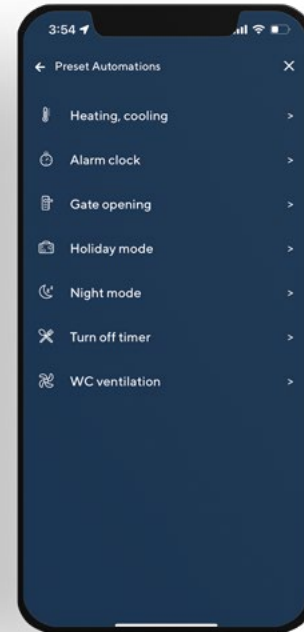 3:54
Preset Automations
Heating, cooling
Alarm clock
Gate opening
Holiday mode
Night mode
Turn off timer
WC ventilation